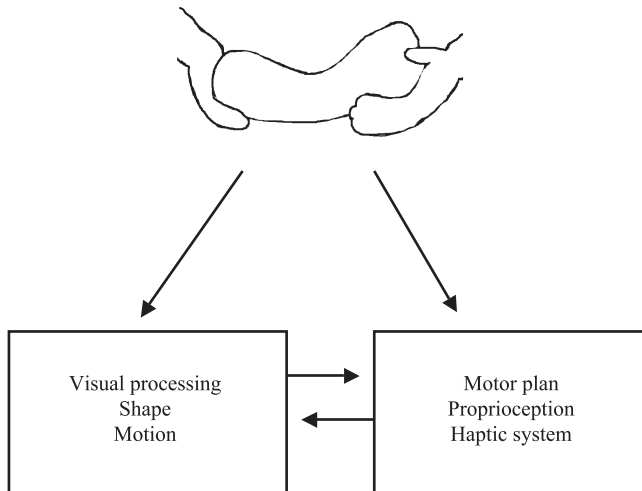 Visual processing
Shape
Motion
Motor plan
Proprioception
Haptic system